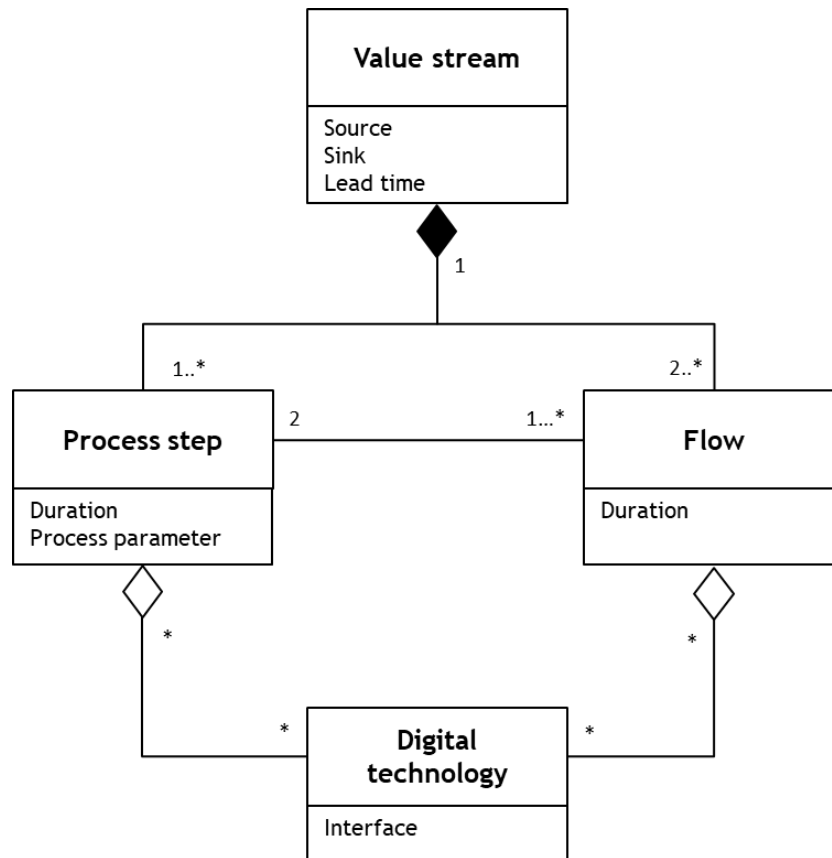 Value stream
Source
Sink
Lead time
1
1..*
2..*
Process step
2
1...*
Flow
Duration
Process parameter
Duration
*
*
*
*
Digital
technology
Interface